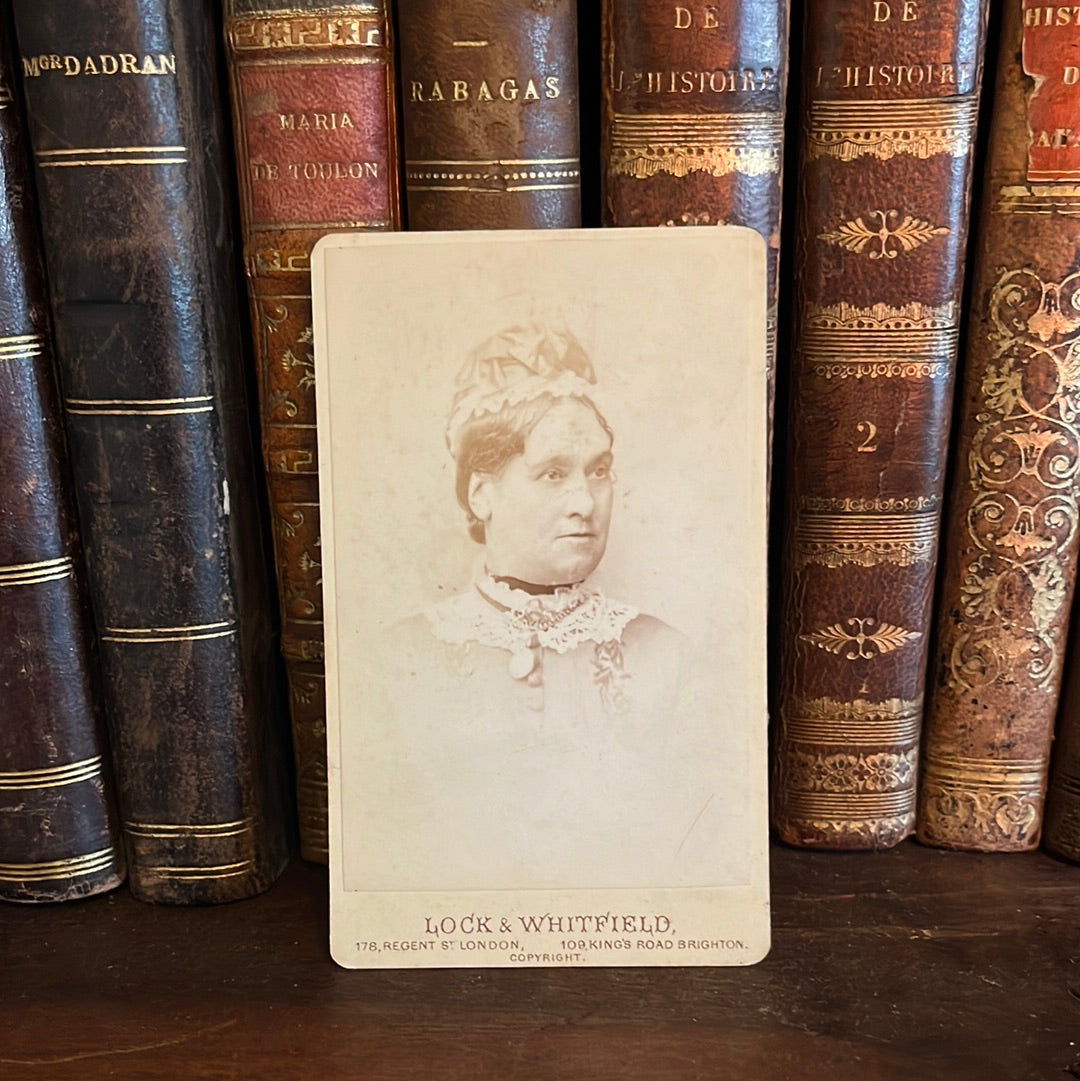 MGR DADRAN
MARIA
DE TOULON
RABAGAS
DE
L'HISTOIRE
DE
L'HISTOIRE
2
HIST
LOCK & WHITFIELD,
178, REGENT ST LONDON, 109, KING'S ROAD BRIGHTON.
COPYRIGHT.